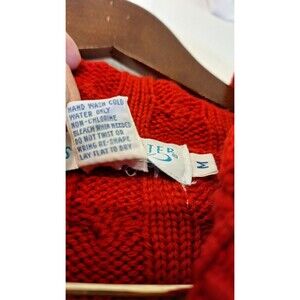 HAND WASH COLD
WATER ONLY
NON-CHLORINE
BLEACH WHEN NEEDED
DO NOT TWIST OR
WRING RE-SHAPE
LAY FLAT TO DRY
TER
M